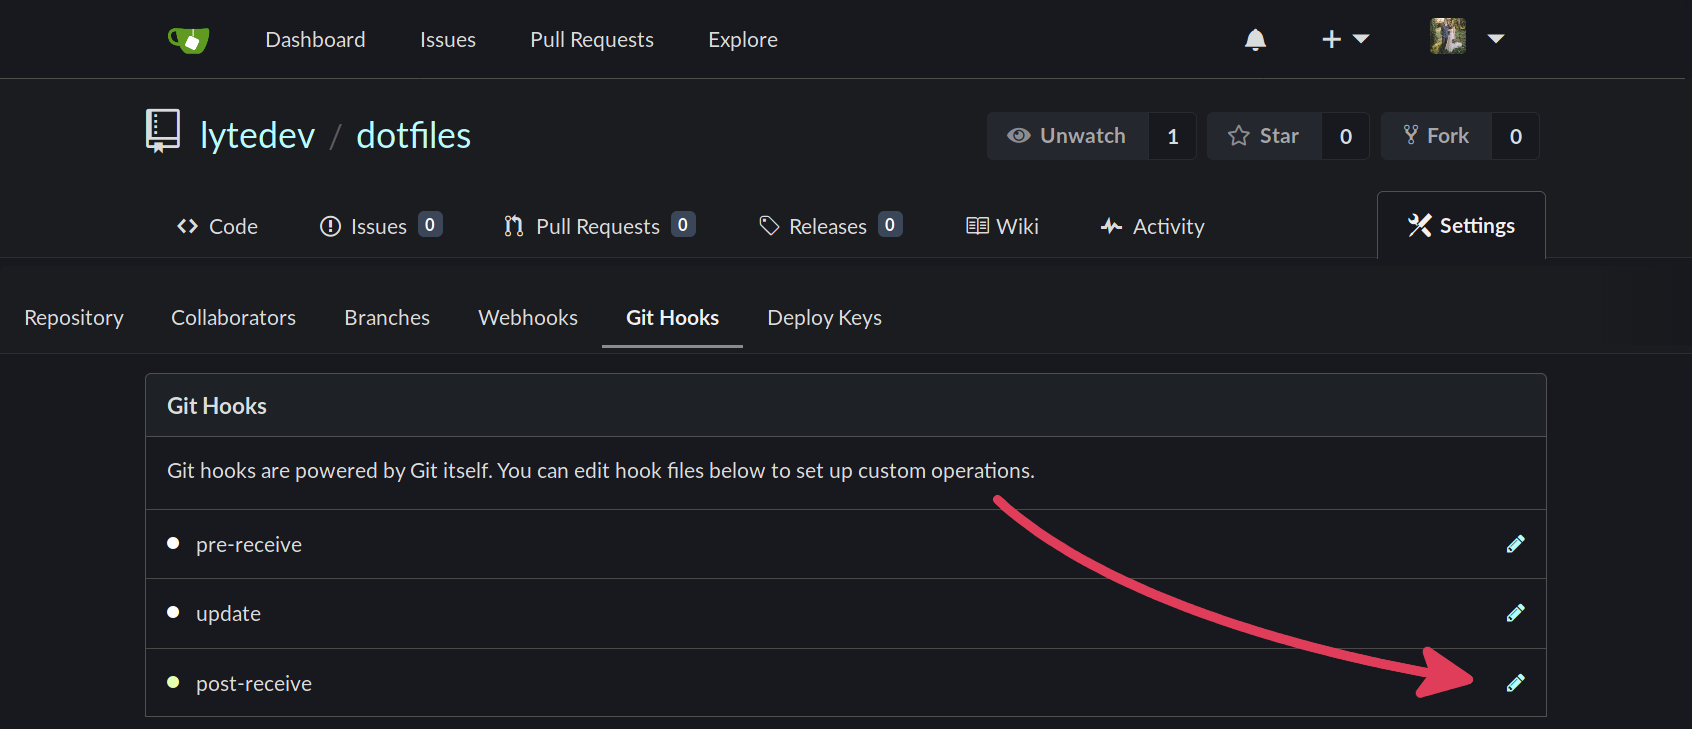 Dashboard Issues Pull Requests Explore
lytedev / dotfiles Unwatch 1 Star 0 Fork 0
Code Issues 0 Pull Requests 0 Releases 0 Wiki Activity Settings
Repository Collaborators Branches Webhooks Git Hooks Deploy Keys
Git Hooks
Git hooks are powered by Git itself. You can edit hook files below to set up custom operations.
pre-receive
update
post-receive